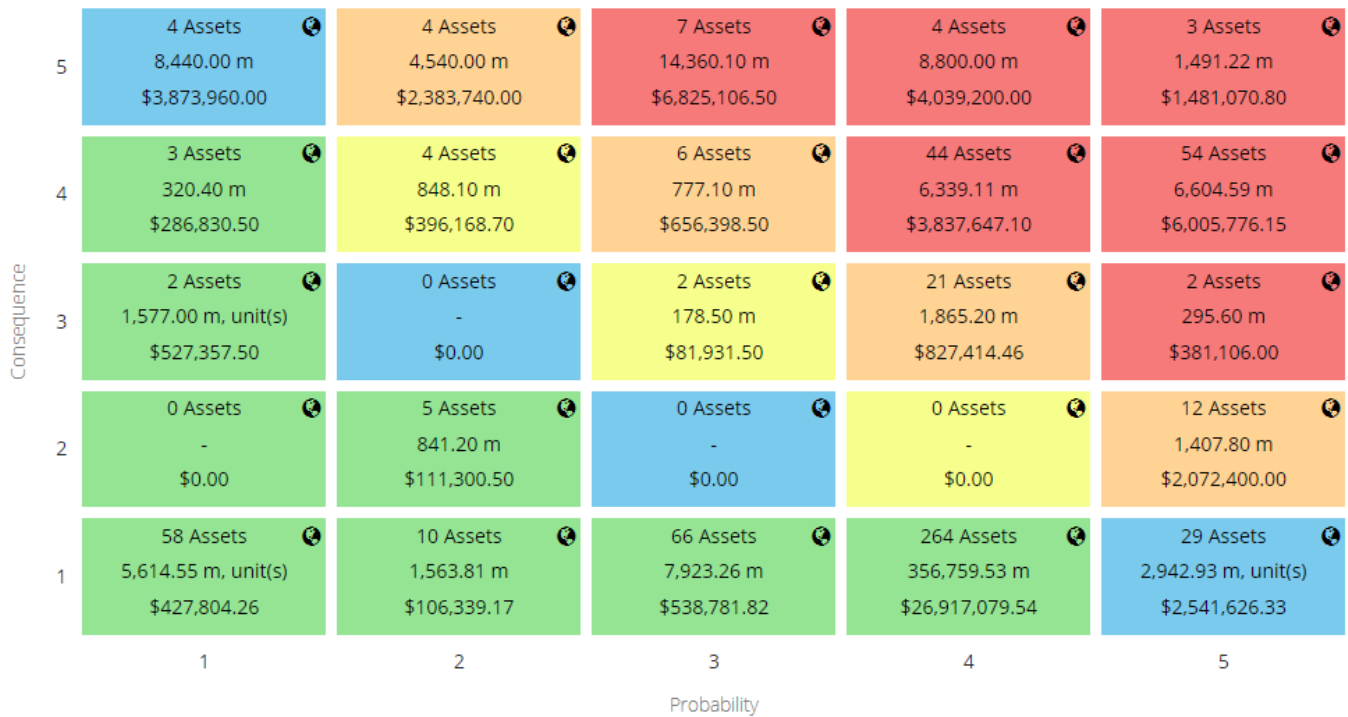 4 Assets
8,440.00 m
$3,873,960.00
4 Assets
4,540.00 m
$2,383,740.00
7 Assets
14,360.10 m
$6,825,106.50
4 Assets
8,800.00 m
$4,039,200.00
3 Assets
1,491.22 m
$1,481,070.80
5
3 Assets
320.40 m
$286,830.50
4 Assets
848.10 m
$396,168.70
6 Assets
777.10 m
$656,398.50
44 Assets
6,339.11 m
$3,837,647.10
54 Assets
6,604.59 m
$6,005,776.15
4
2 Assets
1,577.00 m, unit(s)
$527,357.50
0 Assets
-
$0.00
2 Assets
178.50 m
$81,931.50
21 Assets
1,865.20 m
$827,414.46
2 Assets
295.60 m
$381,106.00
3
Consequence
0 Assets
-
$0.00
5 Assets
841.20 m
$111,300.50
0 Assets
-
$0.00
0 Assets
-
$0.00
12 Assets
1,407.80 m
$2,072,400.00
2
58 Assets
5,614.55 m, unit(s)
$427,804.26
10 Assets
1,563.81 m
$106,339.17
66 Assets
7,923.26 m
$538,781.82
264 Assets
356,759.53 m
$26,917,079.54
29 Assets
2,942.93 m, unit(s)
$2,541,626.33
1
1
2
3
4
5
Probability